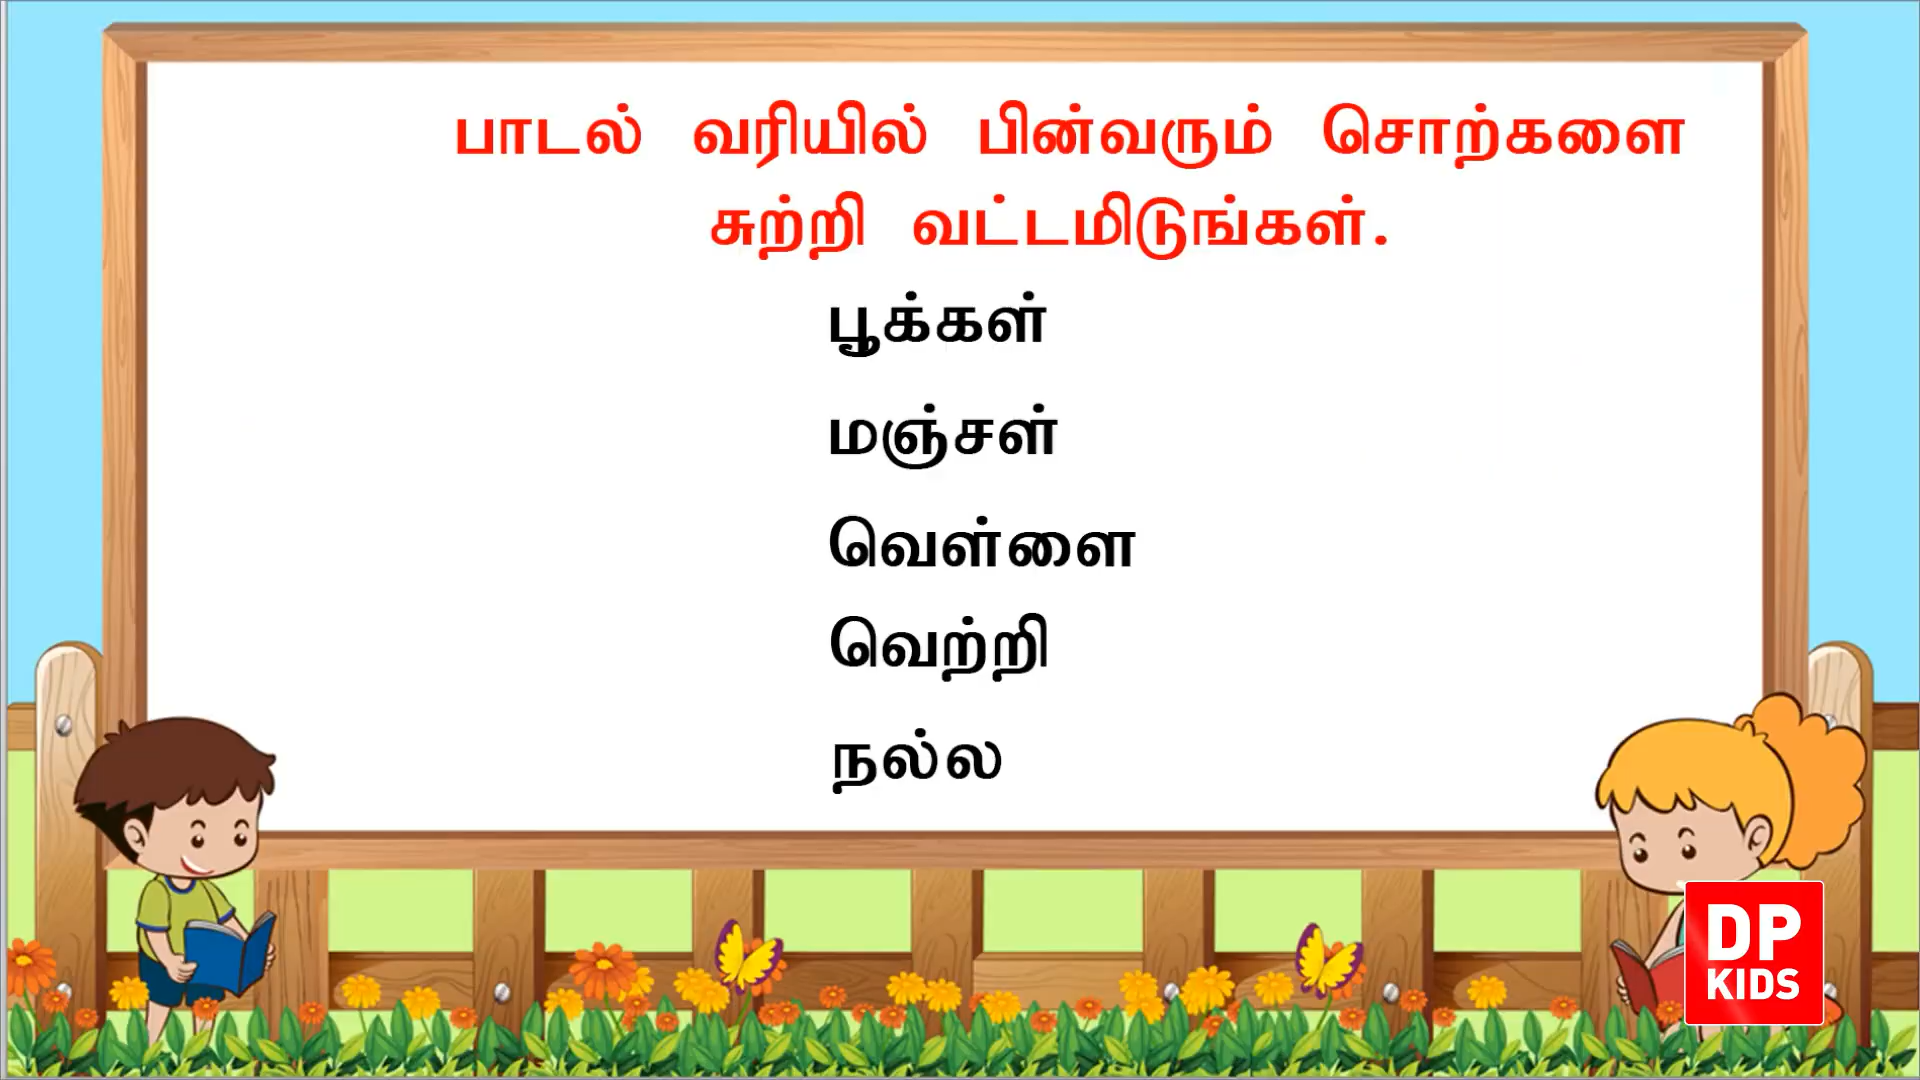 பாடல் வரியில் பின்வரும் சொற்களை
சுற்றி வட்டமிடுங்கள்.
பூக்கள்
மஞ்சள்
வெள்ளை
வெற்றி
நல்ல
DP
KIDS